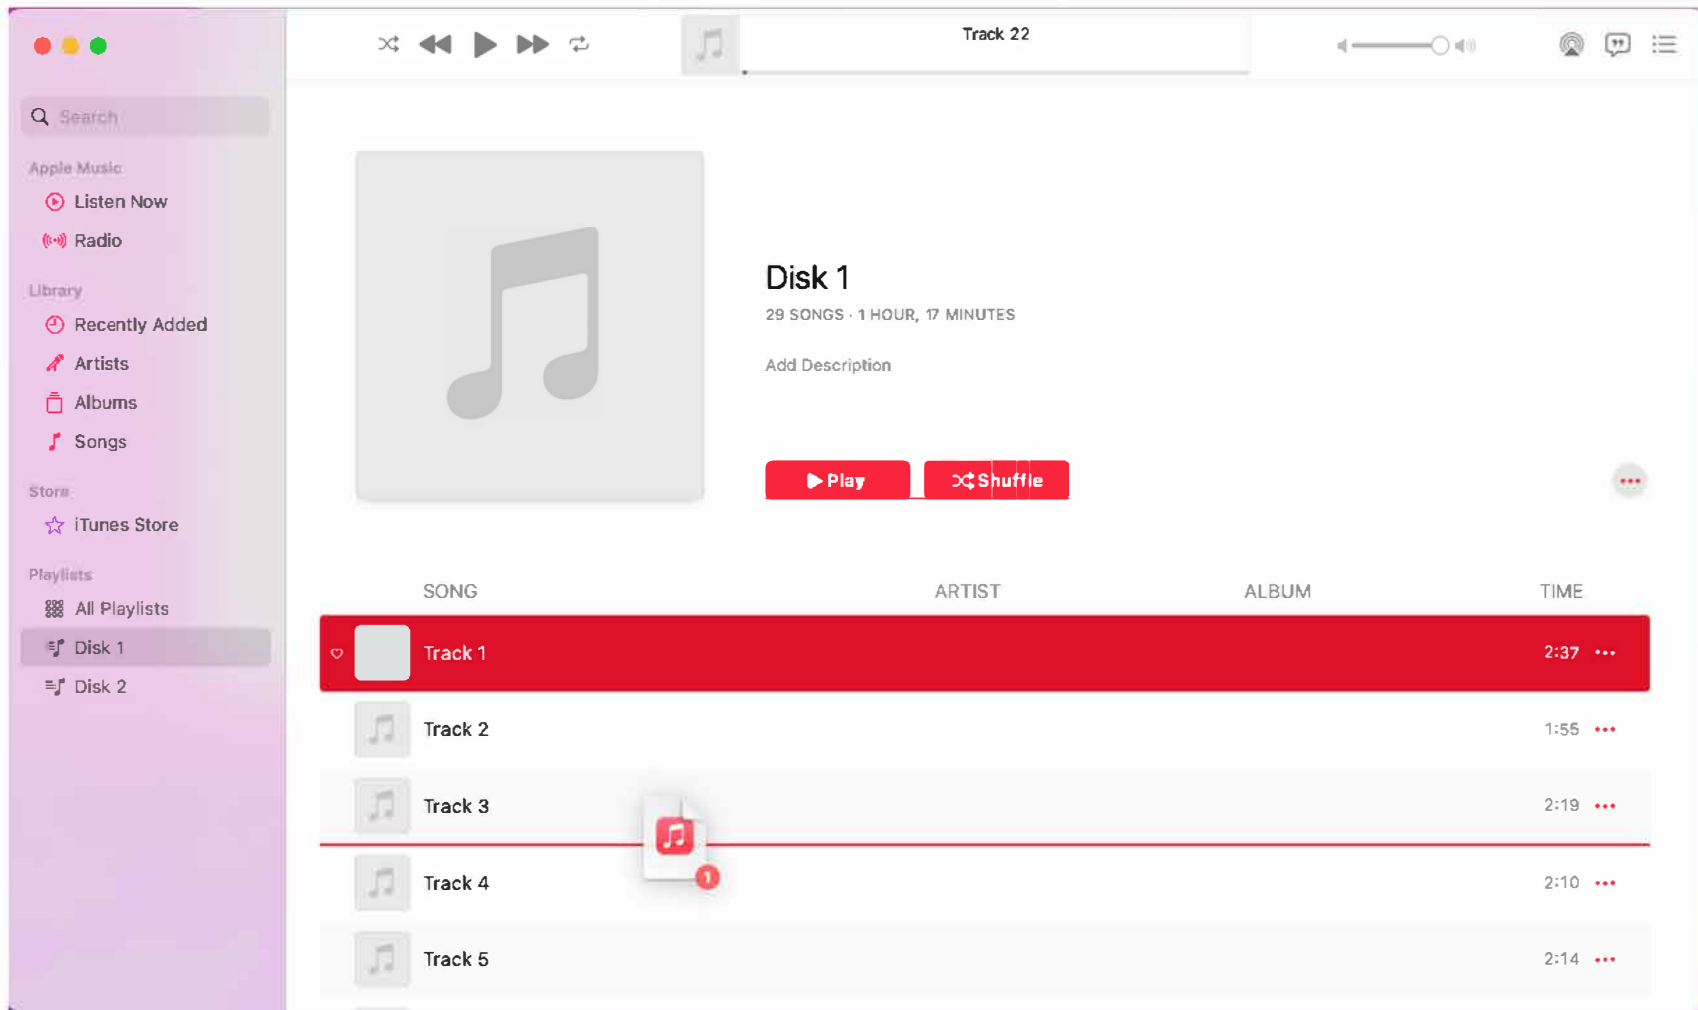 Track 22
Search
Apple Music
Listen Now
Radio
Library
Recently Added
Artists
Albums
Songs
Store
iTunes Store
Playlists
All Playlists
Disk 1
Disk 2
Disk 1
29 SONGS · 1 HOUR, 17 MINUTES
Add Description
Play
Shuffle
SONG ARTIST ALBUM TIME
Track 1 2:37
Track 2 1:55
Track 3 2:19
1
Track 4 2:10
Track 5 2:14